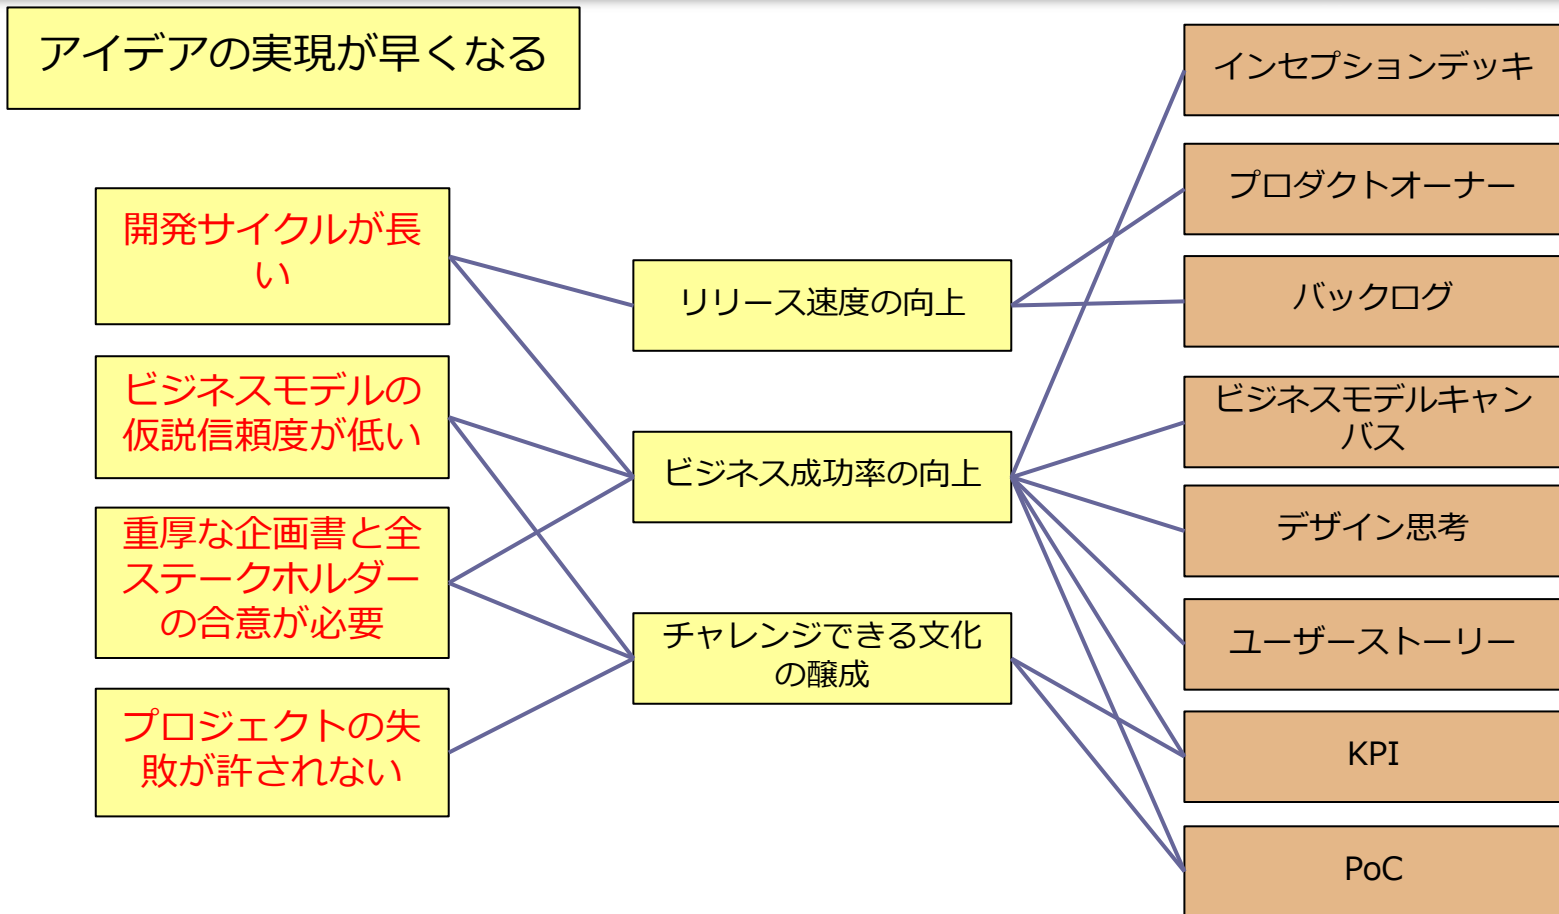 アイデアの実現が早くなる
開発サイクルが長
い
ビジネスモデルの
仮説信頼度が低い
重厚な企画書と全
ステークホルダー
の合意が必要
プロジェクトの失
敗が許されない
リリース速度の向上
ビジネス成功率の向上
チャレンジできる文化
の醸成
インセプションデッキ
プロダクトオーナー
バックログ
ビジネスモデルキャン
バス
デザイン思考
ユーザーストーリー
KPI
PoC